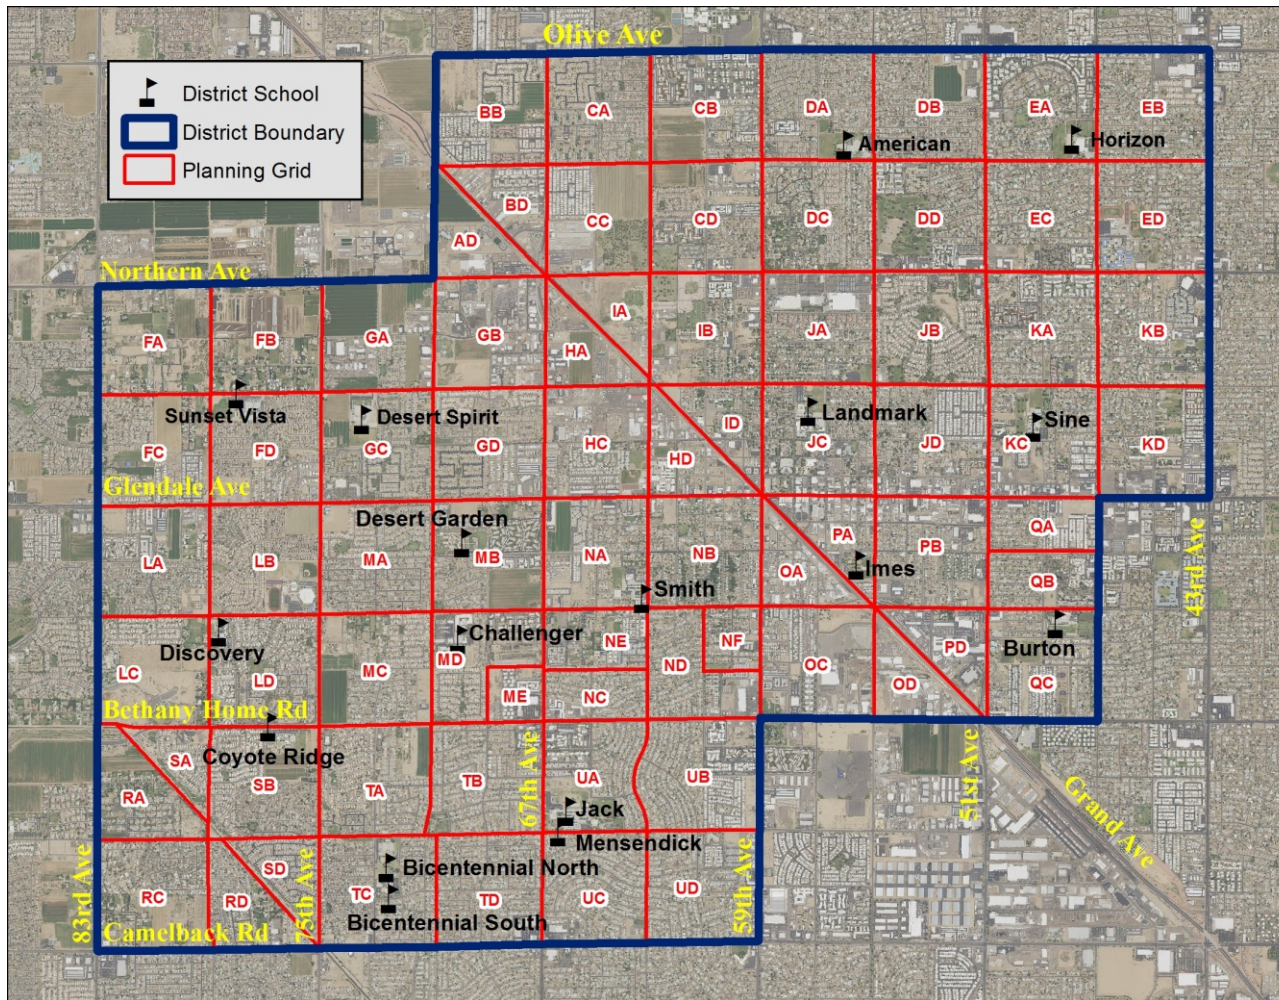 Olive Ave
District School
District Boundary
Planning Grid
BB
CA
CB
DA
DB
EA
EB
American
Horizon
BD
CC
CD
DC
DD
EC
ED
AD
Northern Ave
FA
FB
GA
GB
HA
IA
IB
JA
JB
KA
KB
Sunset Vista
Desert Spirit
Landmark
Sine
FC
FD
GC
GD
HC
HD
ID
JC
JD
KC
KD
Glendale Ave
Desert Garden
LA
LB
MA
MB
NA
NB
OA
PA
PB
QA
QB
Imes
Smith
43rd Ave
Discovery
Challenger
Burton
LC
LD
MC
MD
ME
NE
NC
ND
NF
OC
OD
PD
QC
Bethany Home Rd
Coyote Ridge
RA
SA
SB
TA
TB
67th Ave
UA
UB
51st Ave
Grand Ave
Jack
Mensendick
83rd Ave
RC
RD
SD
75th Ave
TC
TD
UC
UD
59th Ave
Bicentennial North
Bicentennial South
Camelback Rd